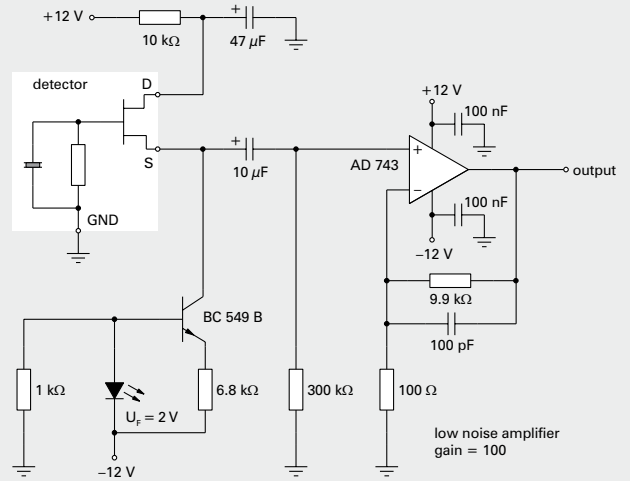 +12 V
10 kΩ
+
47 µF
detector
D
S
GND
+
10 µF
+12 V
100 nF
AD 743
+
−
output
100 nF
−12 V
9.9 kΩ
100 pF
BC 549 B
1 kΩ
U_F = 2 V
6.8 kΩ
300 kΩ
100 Ω
−12 V
low noise amplifier
gain = 100